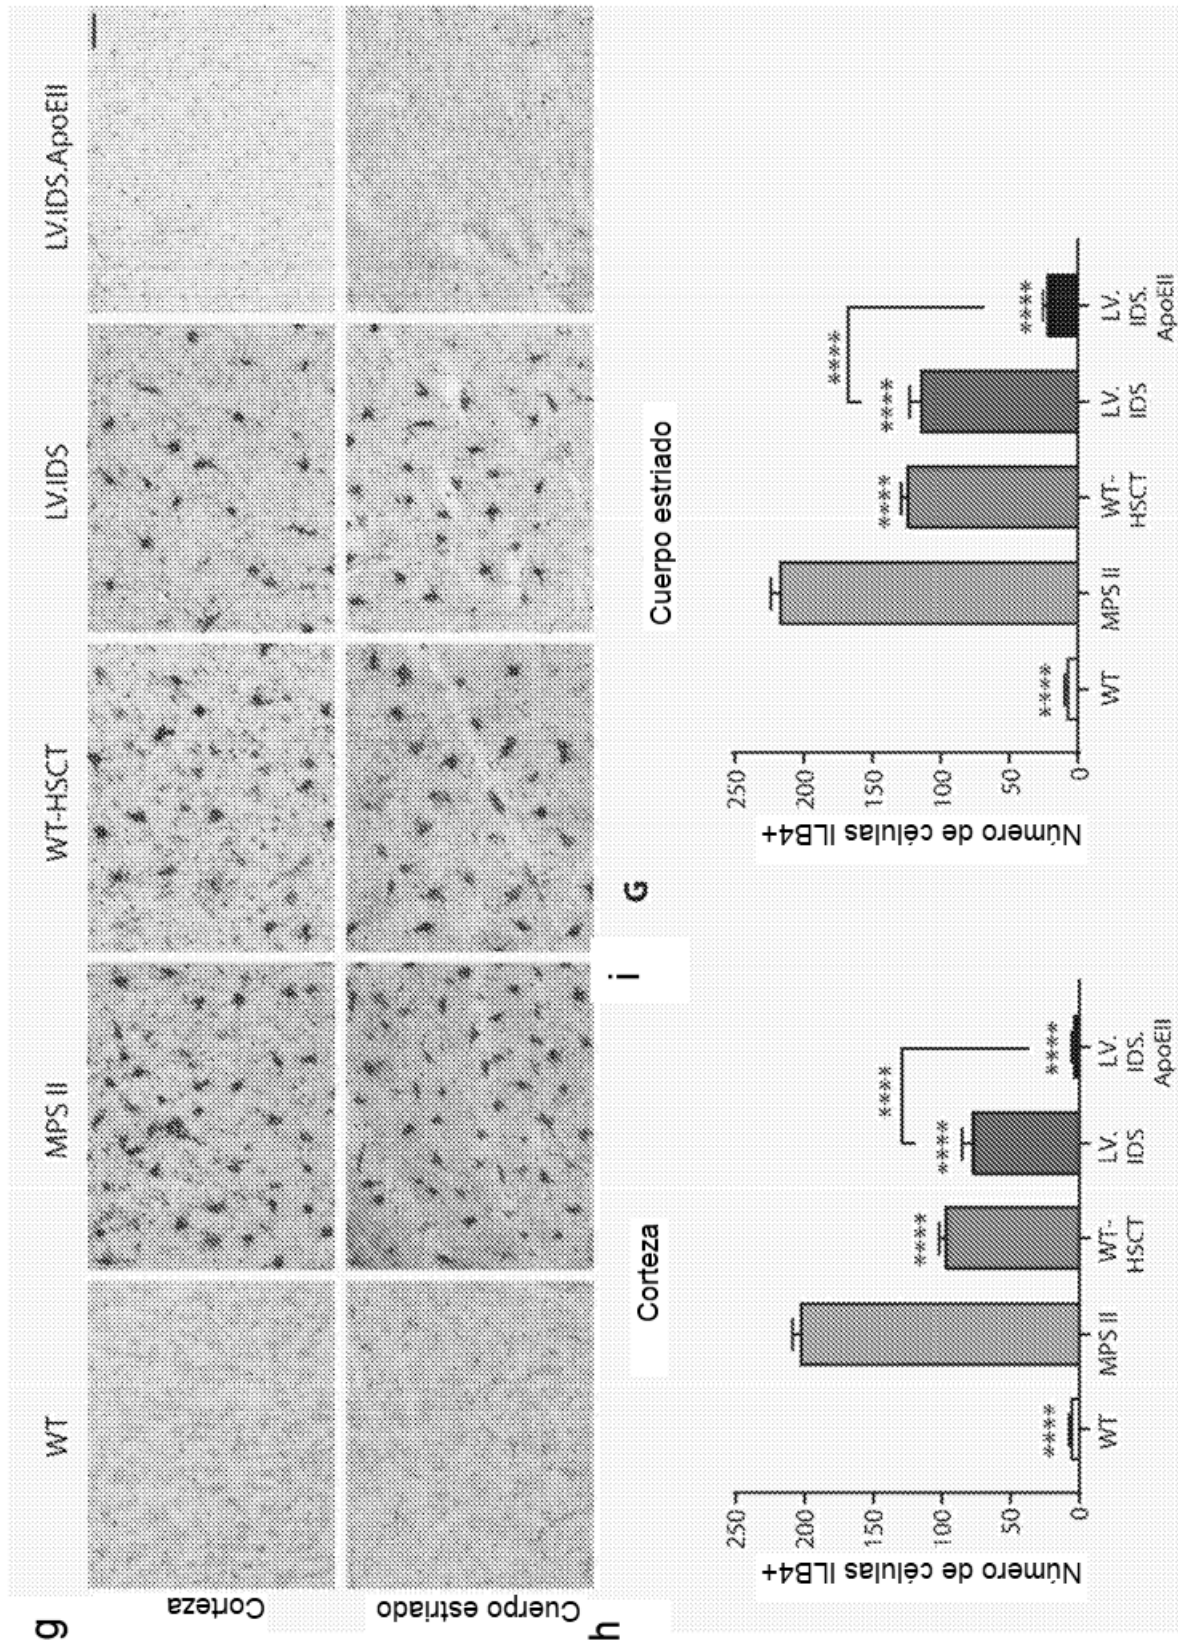 g
WT
MPS II
WT-HSCT
LV.IDS
LV.IDS.ApoEII
Corteza
Cuerpo estriado
h
Corteza
Número de células ILB4+
250
200
150
100
50
0
****
****
****
****
****
WT
MPS II
WT-
HSCT
LV.
IDS
LV.
IDS.
ApoEII
i
G
Cuerpo estriado
Número de células ILB4+
250
200
150
100
50
0
****
****
****
****
****
WT
MPS II
WT-
HSCT
LV.
IDS
LV.
IDS.
ApoEII